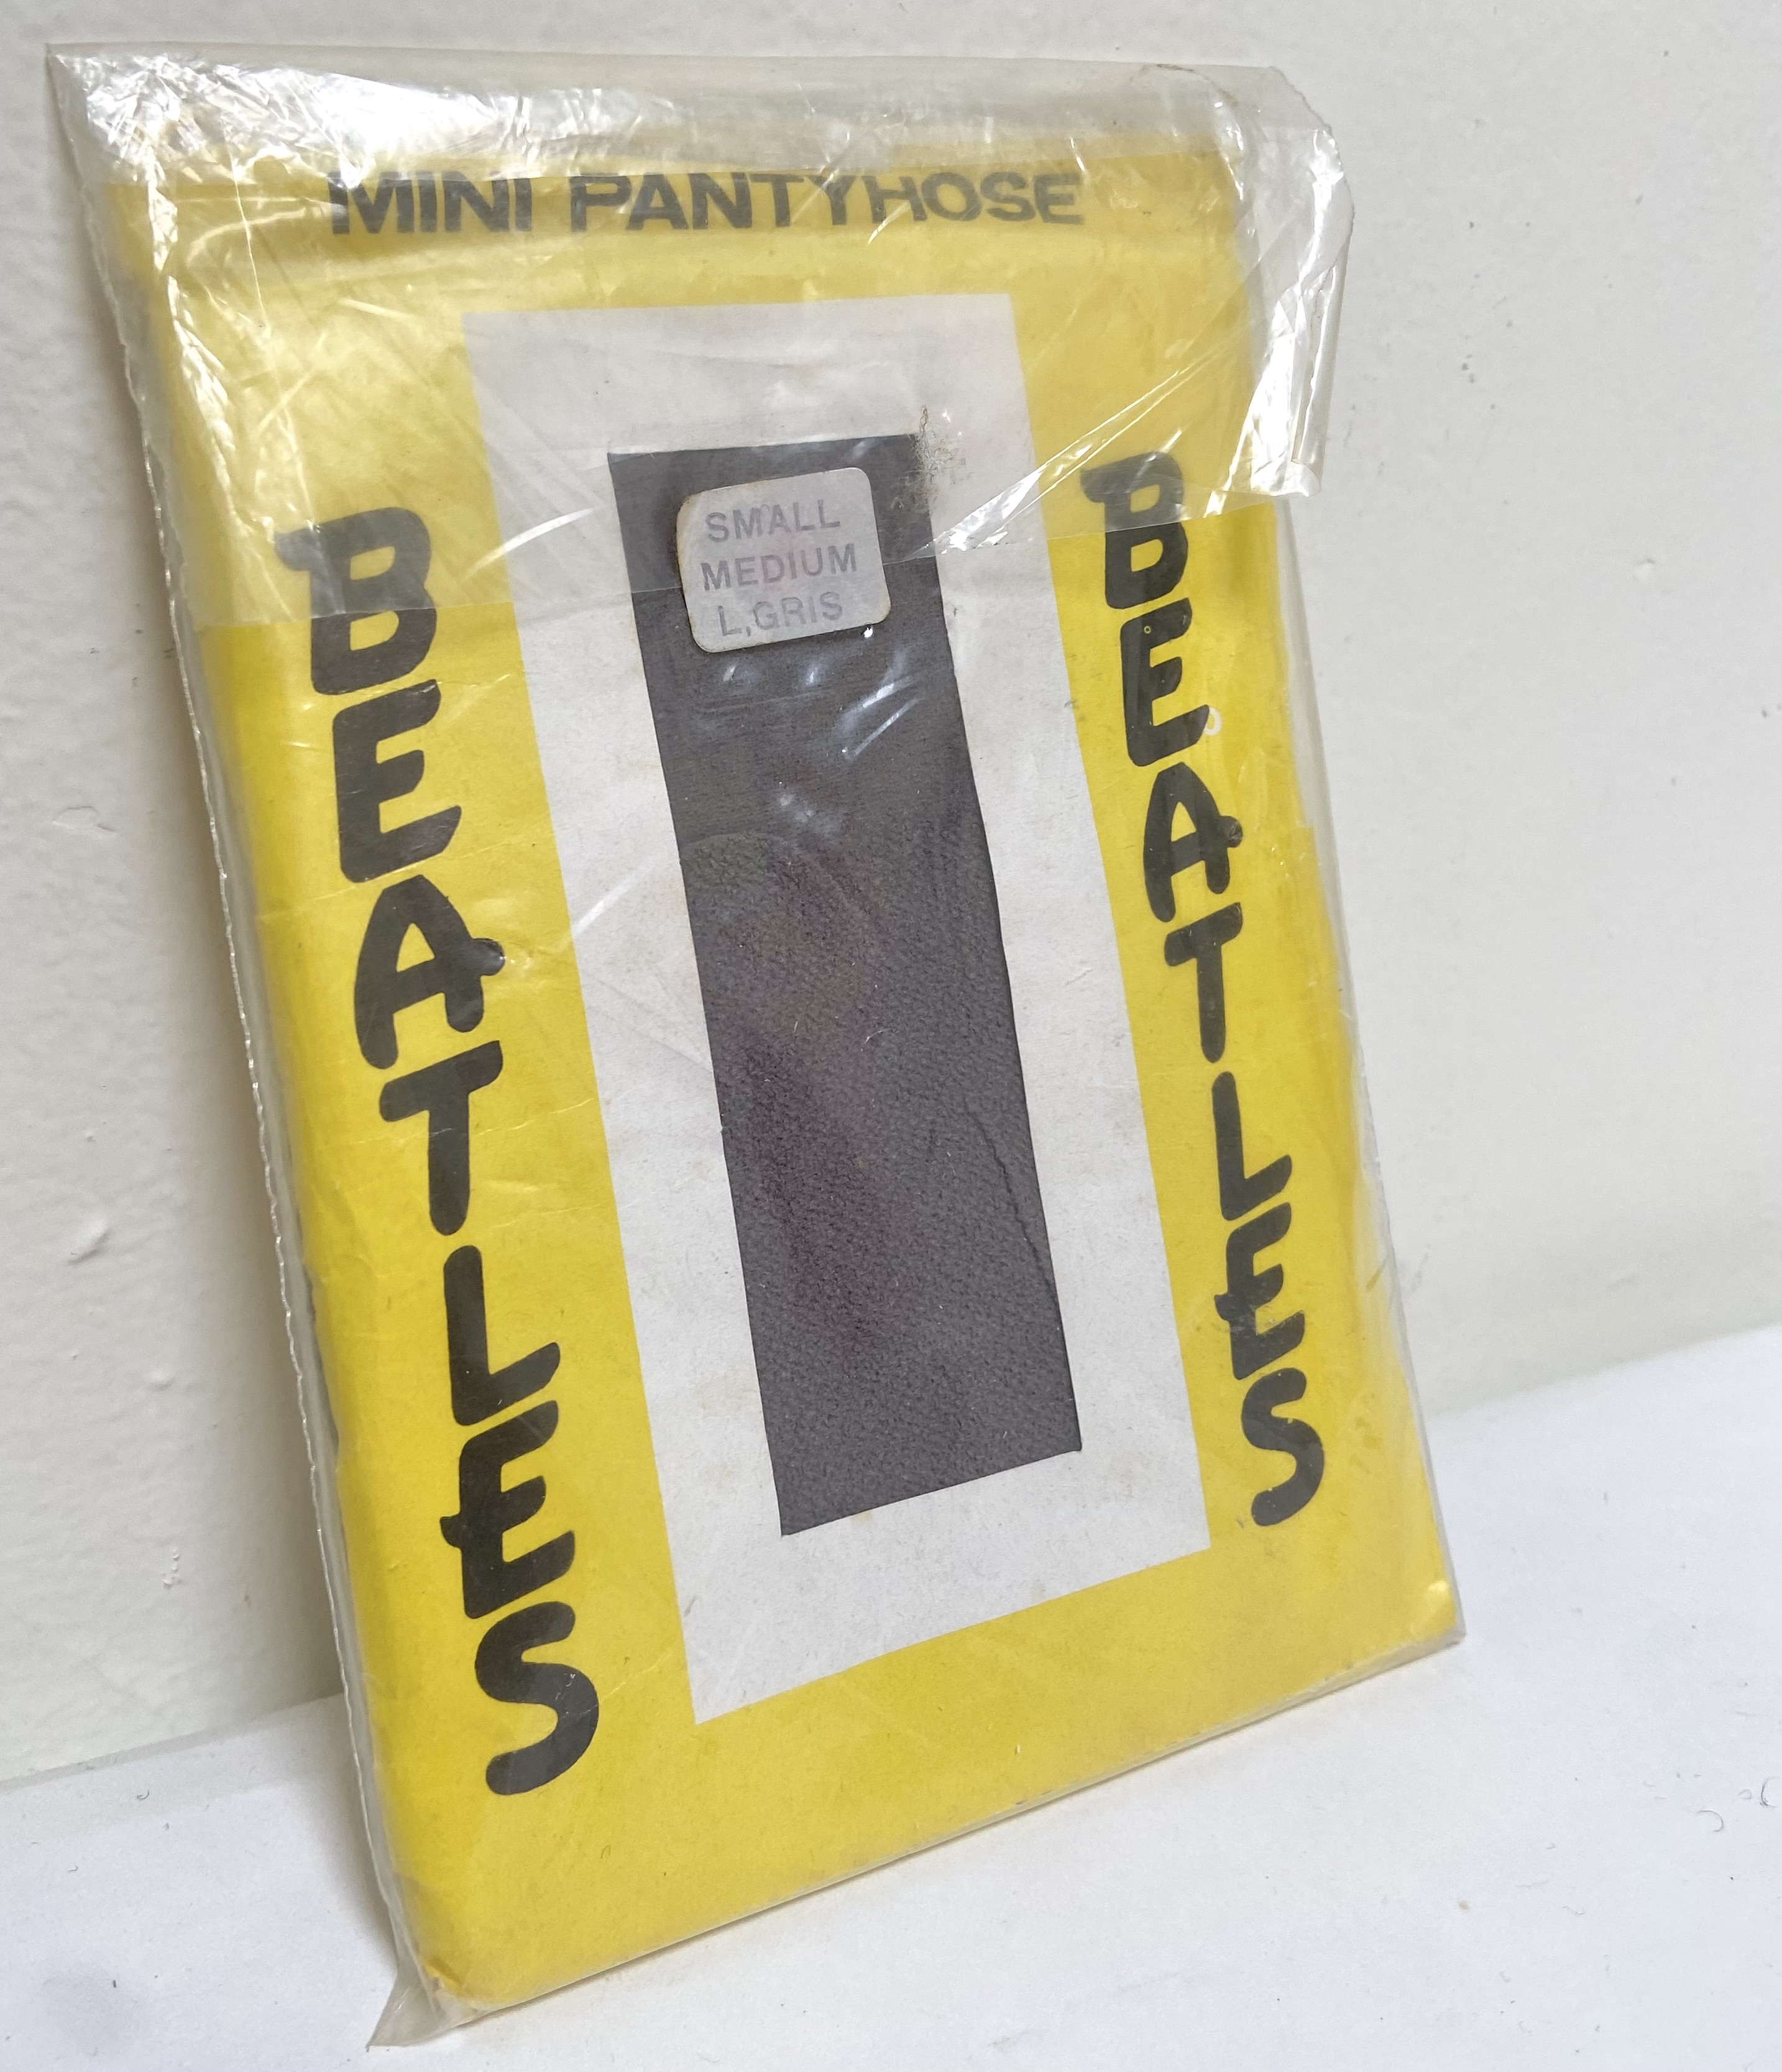 MINI PANTYHOSE
BEATLES
SMALL
MEDIUM
L,GRIS
BEATLES